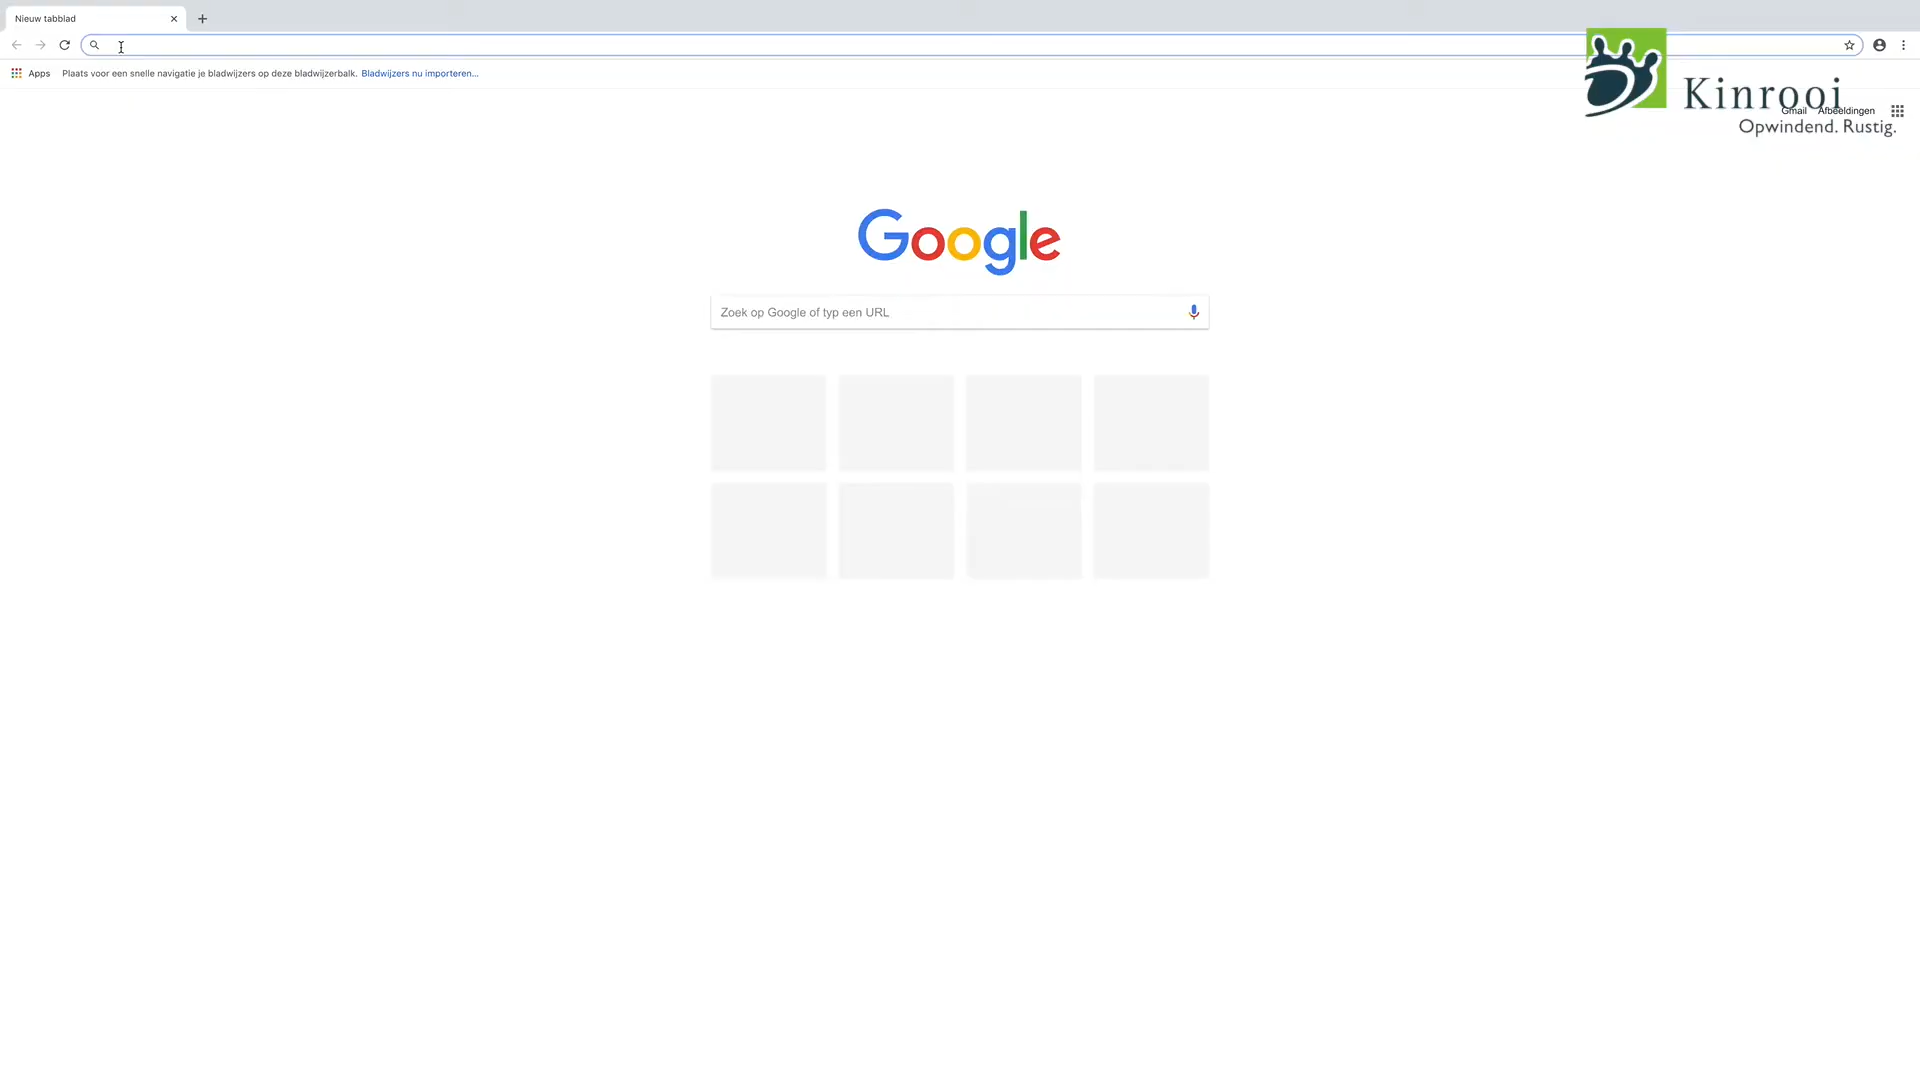 Nieuw tabblad
Apps Plaats voor een snelle navigatie je bladwijzers op deze bladwijzerbalk. Bladwijzers nu importeren...
Kinrooi
Gmail Afbeeldingen
Opwindend. Rustig.
Google
Zoek op Google of typ een URL